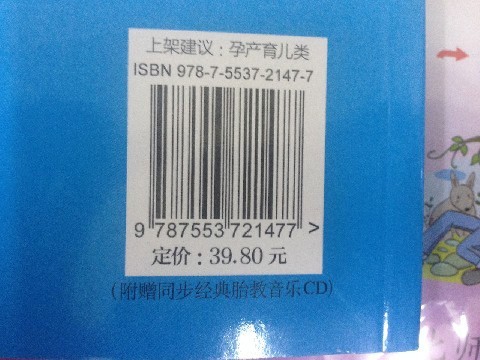 上架建议：孕产育儿类
ISBN 978-7-5537-2147-7
9 787553 721477 >
定价：39.80 元
(附赠同步经典胎教音乐CD)
师